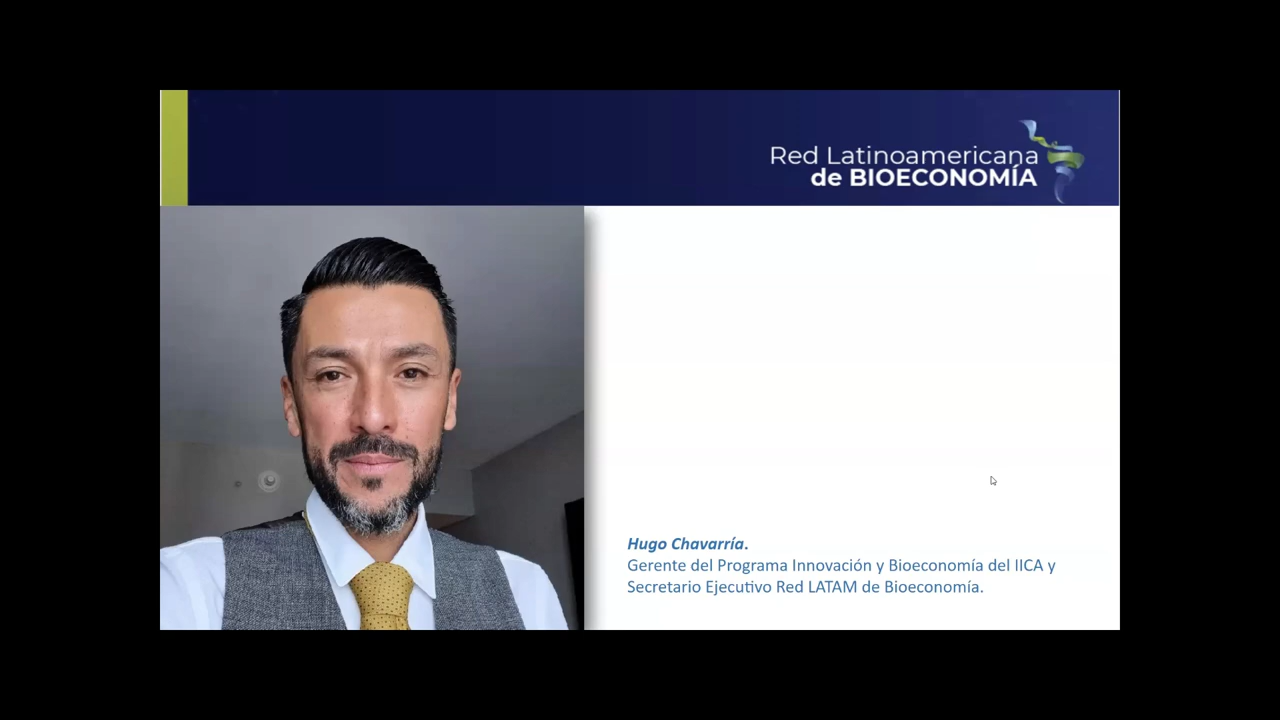 Red Latinoamericana
de BIOECONOMÍA
Hugo Chavarría.
Gerente del Programa Innovación y Bioeconomía del IICA y
Secretario Ejecutivo Red LATAM de Bioeconomía.